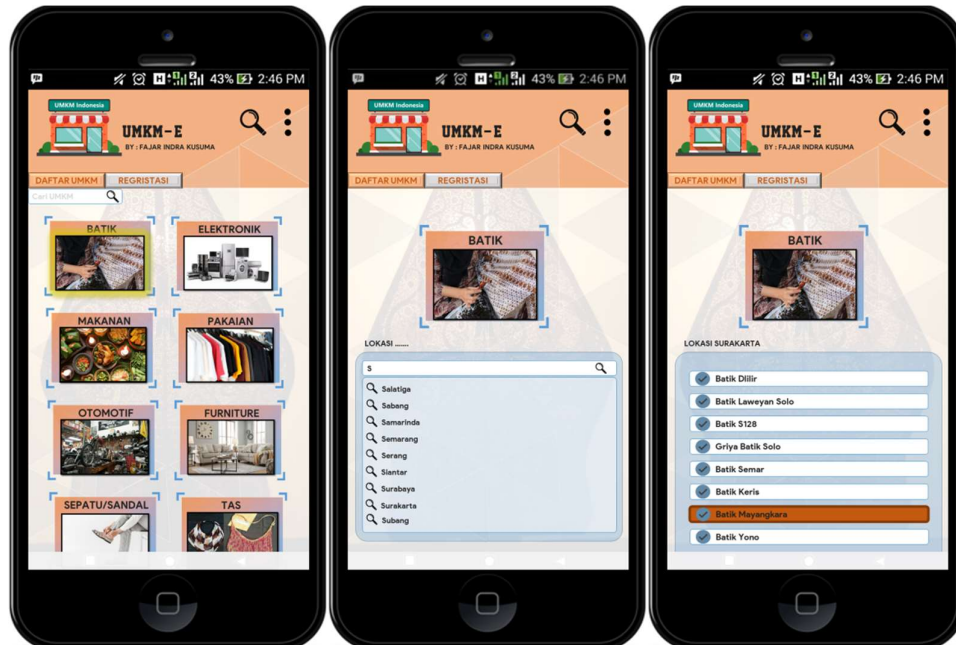 43% 2:46 PM
UMKM Indonesia
UMKM-E
BY : FAJAR INDRA KUSUMA
DAFTAR UMKM
REGRISTASI
Cari UMKM
BATIK
ELEKTRONIK
MAKANAN
PAKAIAN
OTOMOTIF
FURNITURE
SEPATU/SANDAL
TAS
43% 2:46 PM
UMKM Indonesia
UMKM-E
BY : FAJAR INDRA KUSUMA
DAFTAR UMKM
REGRISTASI
BATIK
LOKASI .......
S
Salatiga
Sabang
Samarinda
Semarang
Serang
Siantar
Surabaya
Surakarta
Subang
43% 2:46 PM
UMKM Indonesia
UMKM-E
BY : FAJAR INDRA KUSUMA
DAFTAR UMKM
REGRISTASI
BATIK
LOKASI SURAKARTA
Batik Dlilir
Batik Laweyan Solo
Batik S128
Griya Batik Solo
Batik Semar
Batik Keris
Batik Mayangkara
Batik Yono